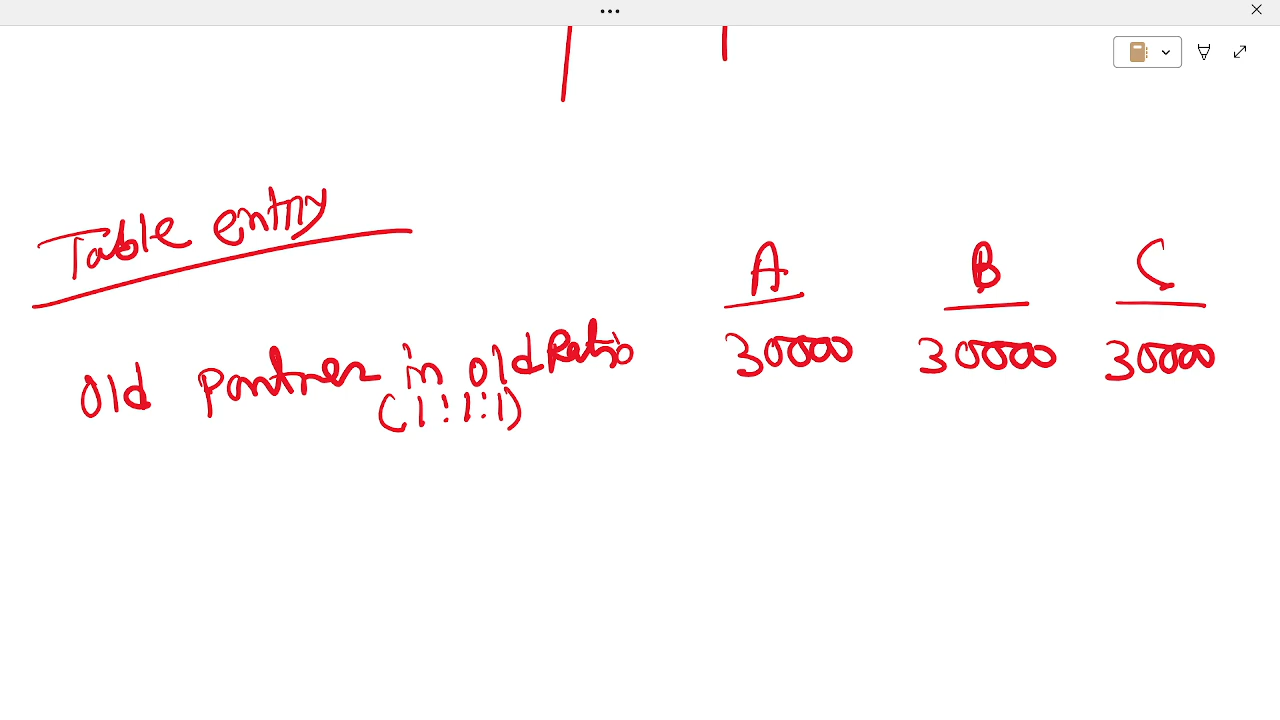 Table entry
A B C
Old partner in old Ratio 30000 30000 30000
(1:1:1)